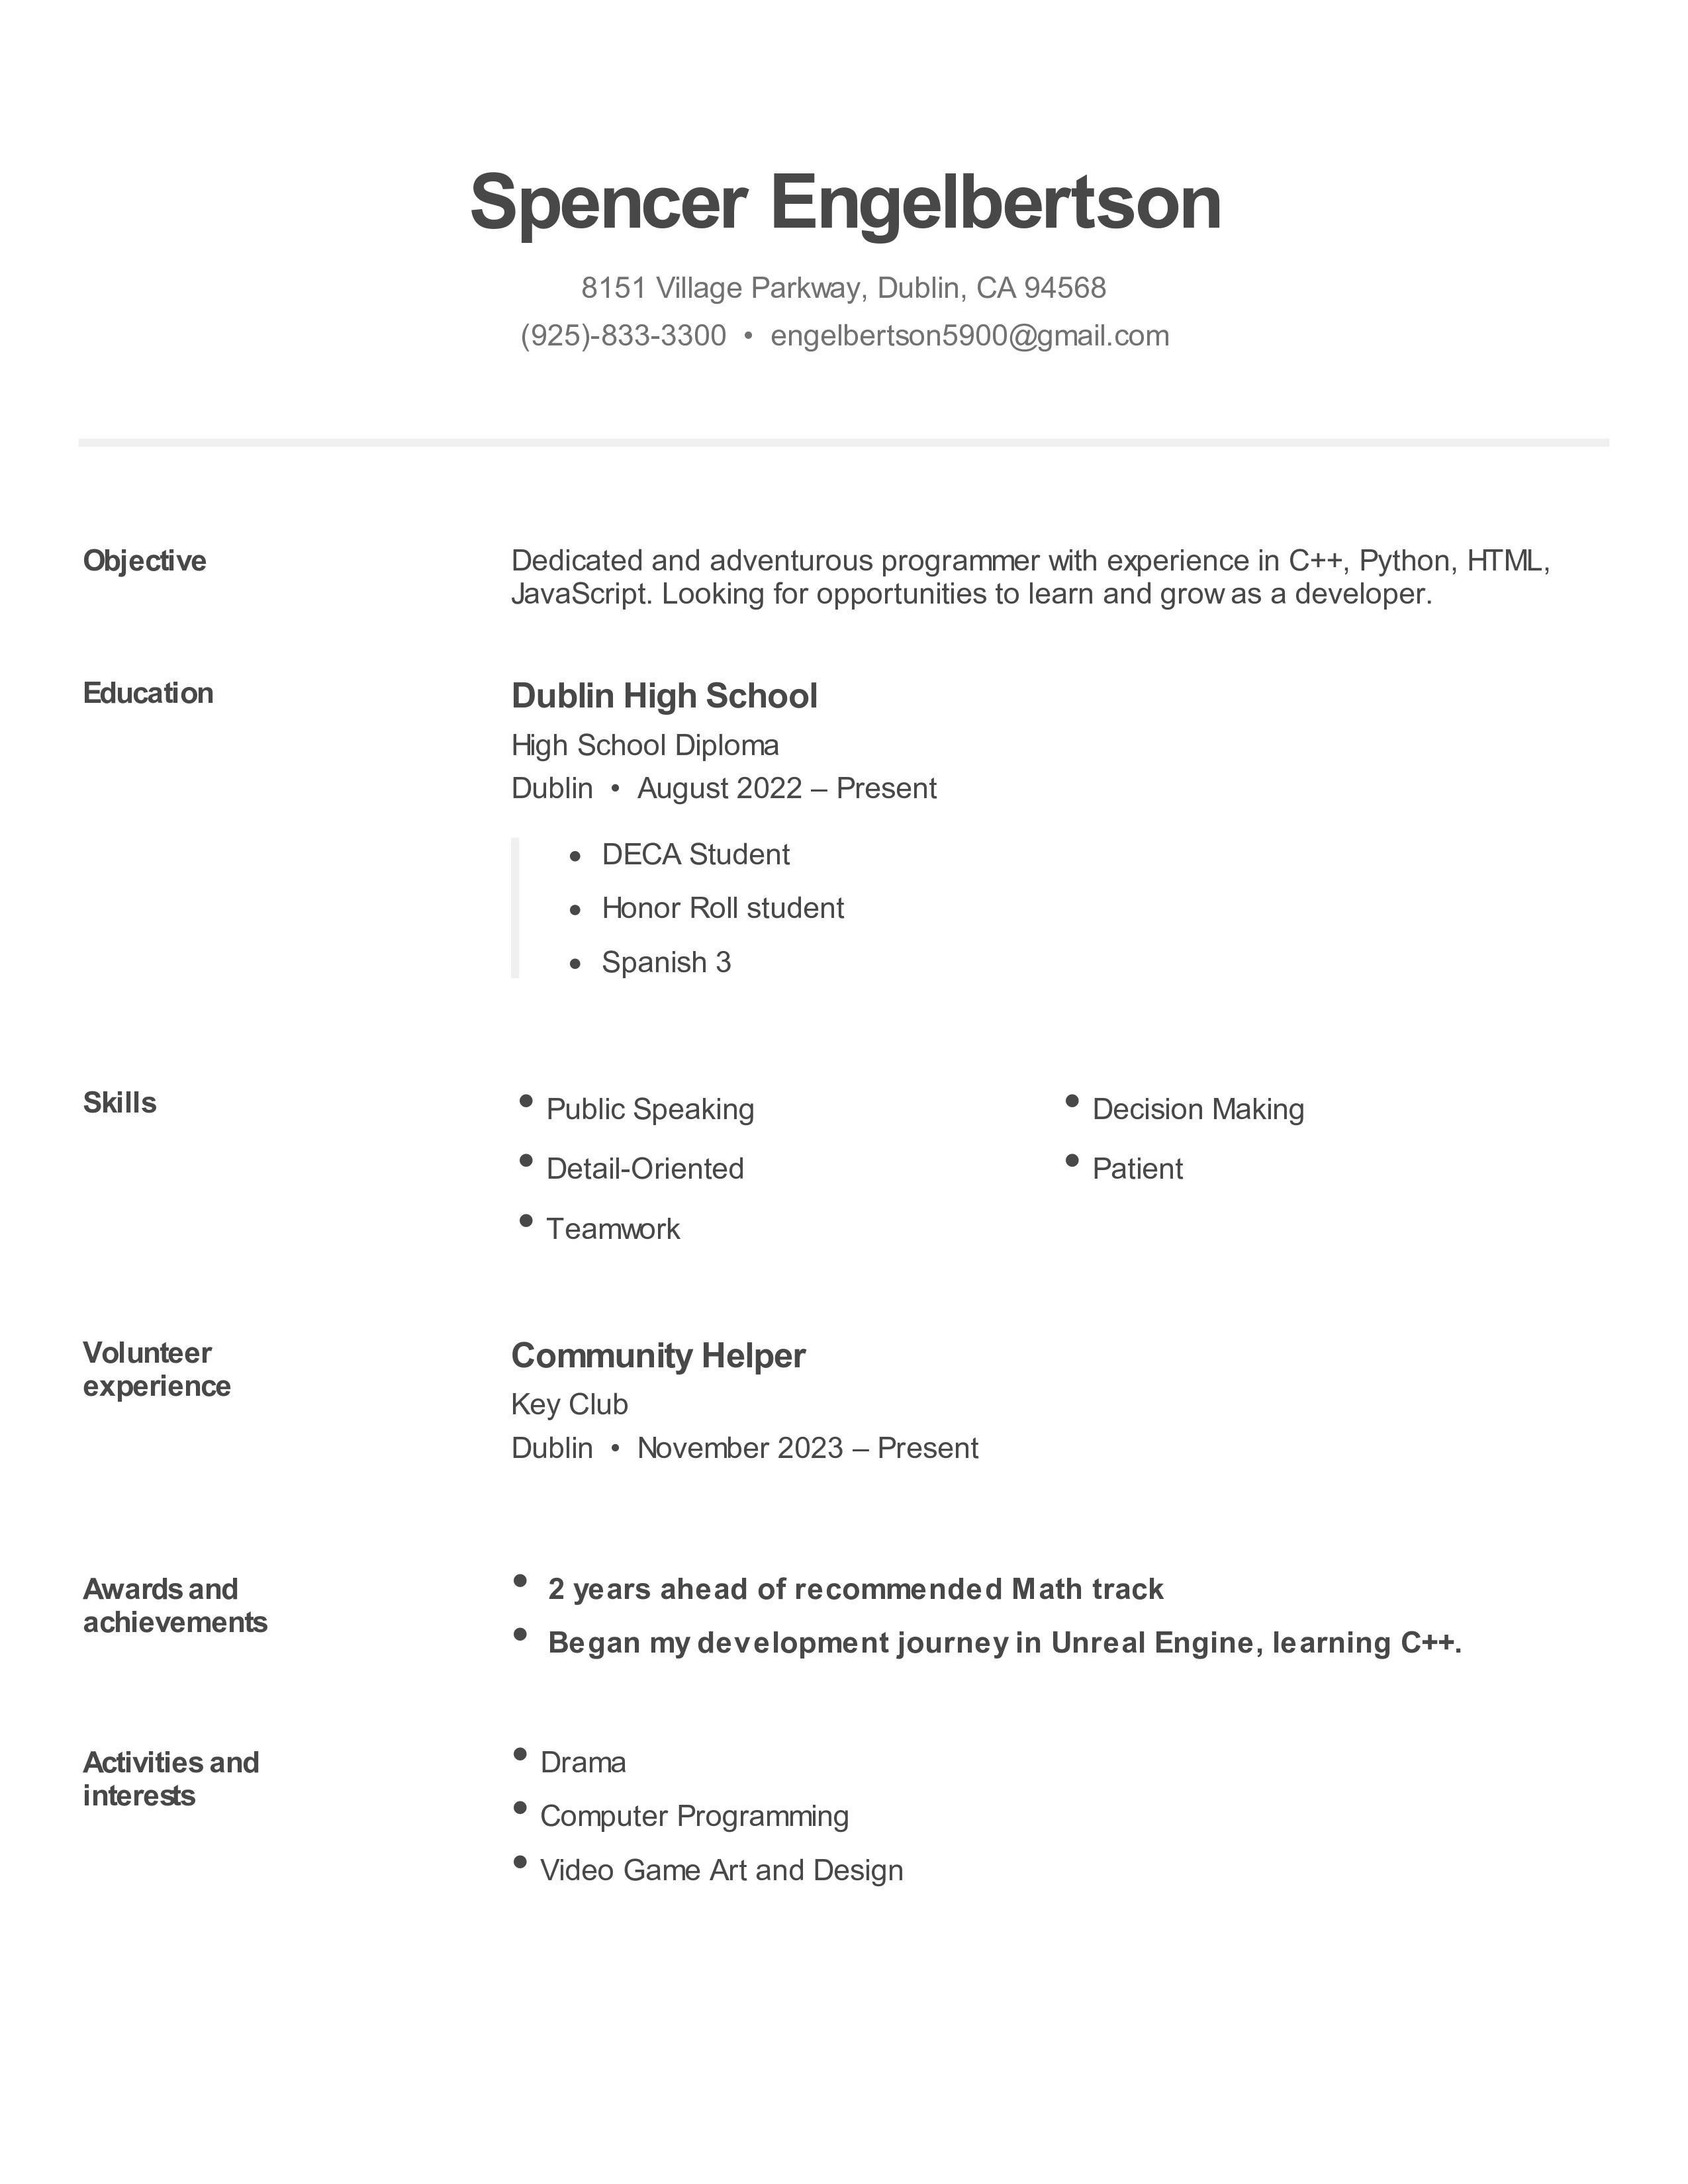 Spencer Engelbertson
8151 Village Parkway, Dublin, CA 94568
(925)-833-3300 • engelbertson5900@gmail.com
Objective
Dedicated and adventurous programmer with experience in C++, Python, HTML,
JavaScript. Looking for opportunities to learn and grow as a developer.
Education
Dublin High School
High School Diploma
Dublin • August 2022 – Present
• DECA Student
• Honor Roll student
• Spanish 3
Skills
• Public Speaking
• Detail-Oriented
• Teamwork
• Decision Making
• Patient
Volunteer
experience
Community Helper
Key Club
Dublin • November 2023 – Present
Awards and
achievements
• 2 years ahead of recommended Math track
• Began my development journey in Unreal Engine, learning C++.
Activities and
interests
• Drama
• Computer Programming
• Video Game Art and Design